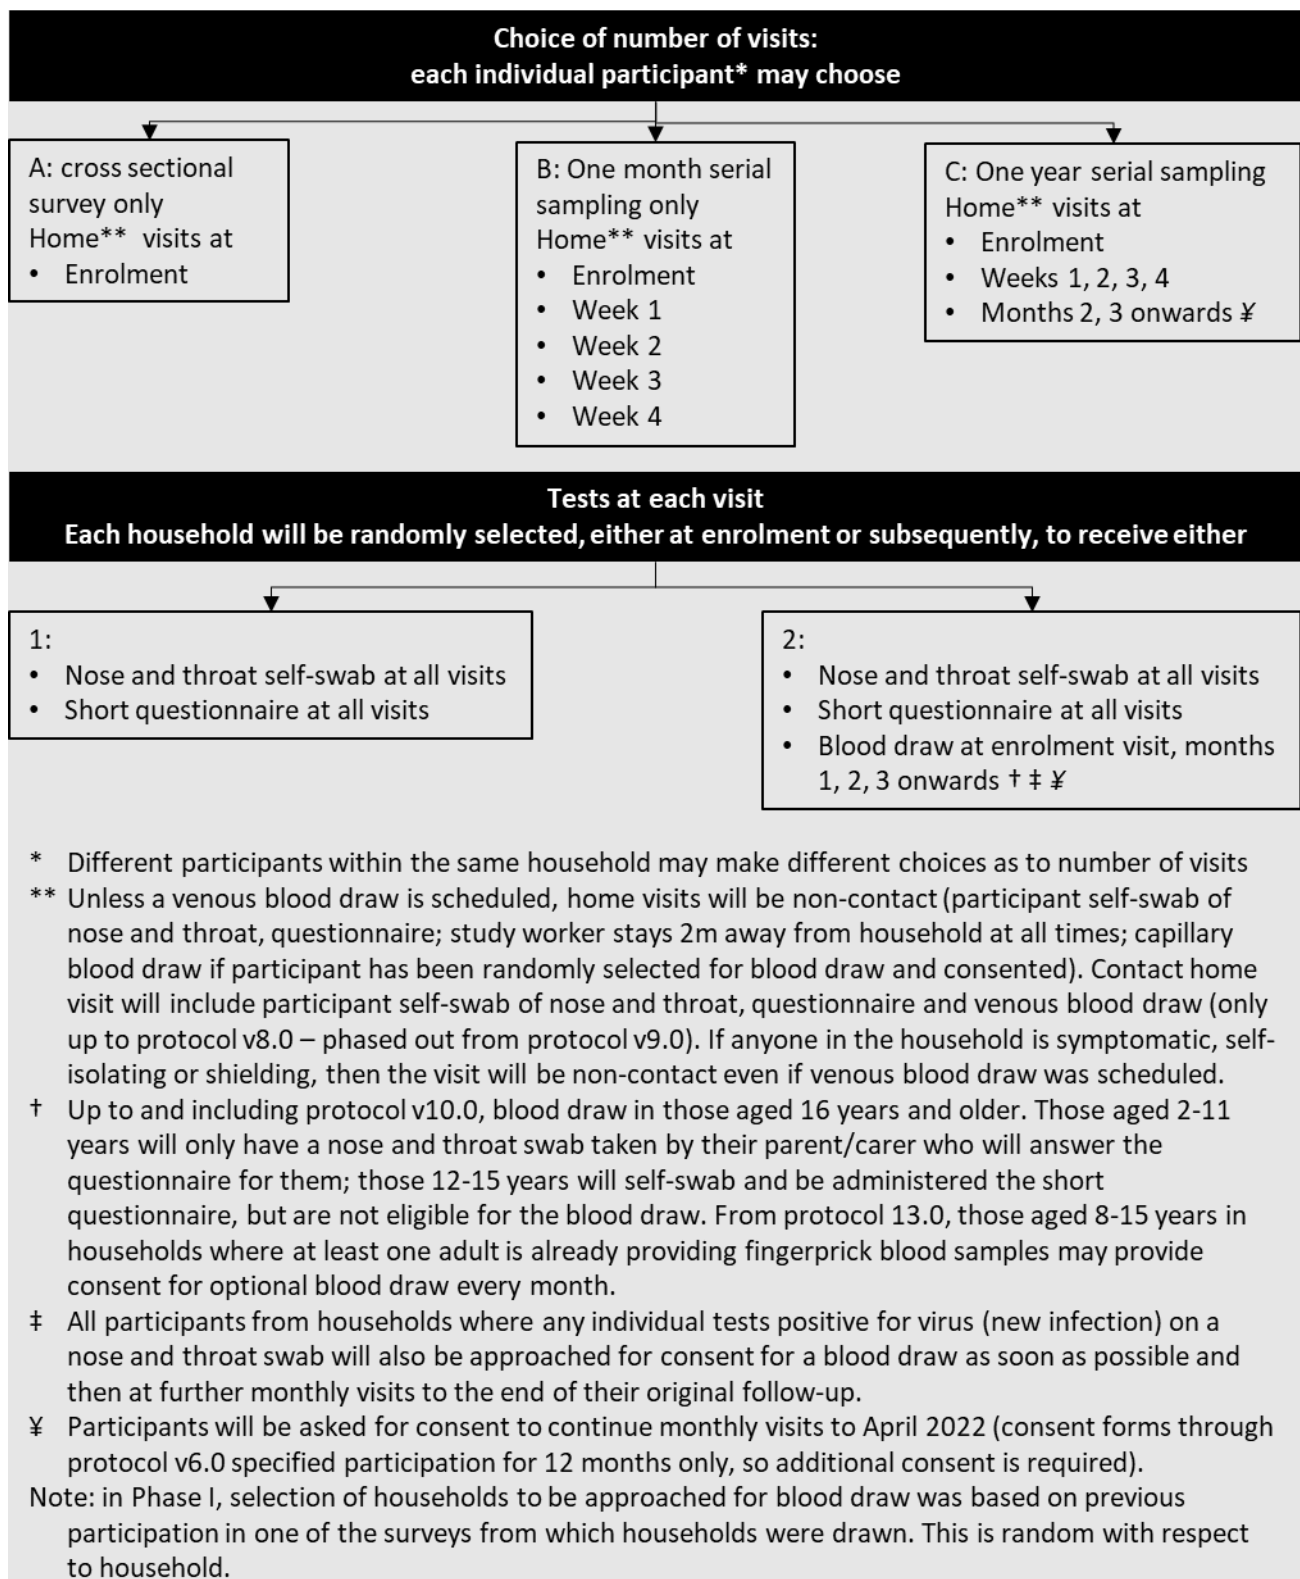 Choice of number of visits:
each individual participant* may choose
A: cross sectional
survey only
Home** visits at
• Enrolment
B: One month serial
sampling only
Home** visits at
• Enrolment
• Week 1
• Week 2
• Week 3
• Week 4
C: One year serial sampling
Home** visits at
• Enrolment
• Weeks 1, 2, 3, 4
• Months 2, 3 onwards ¥
Tests at each visit
Each household will be randomly selected, either at enrolment or subsequently, to receive either
1:
• Nose and throat self-swab at all visits
• Short questionnaire at all visits
2:
• Nose and throat self-swab at all visits
• Short questionnaire at all visits
• Blood draw at enrolment visit, months
1, 2, 3 onwards † ‡ ¥
* Different participants within the same household may make different choices as to number of visits
** Unless a venous blood draw is scheduled, home visits will be non-contact (participant self-swab of
nose and throat, questionnaire; study worker stays 2m away from household at all times; capillary
blood draw if participant has been randomly selected for blood draw and consented). Contact home
visit will include participant self-swab of nose and throat, questionnaire and venous blood draw (only
up to protocol v8.0 – phased out from protocol v9.0). If anyone in the household is symptomatic, self-
isolating or shielding, then the visit will be non-contact even if venous blood draw was scheduled.
† Up to and including protocol v10.0, blood draw in those aged 16 years and older. Those aged 2-11
years will only have a nose and throat swab taken by their parent/carer who will answer the
questionnaire for them; those 12-15 years will self-swab and be administered the short
questionnaire, but are not eligible for the blood draw. From protocol 13.0, those aged 8-15 years in
households where at least one adult is already providing fingerprick blood samples may provide
consent for optional blood draw every month.
‡ All participants from households where any individual tests positive for virus (new infection) on a
nose and throat swab will also be approached for consent for a blood draw as soon as possible and
then at further monthly visits to the end of their original follow-up.
¥ Participants will be asked for consent to continue monthly visits to April 2022 (consent forms through
protocol v6.0 specified participation for 12 months only, so additional consent is required).
Note: in Phase I, selection of households to be approached for blood draw was based on previous
participation in one of the surveys from which households were drawn. This is random with respect
to household.